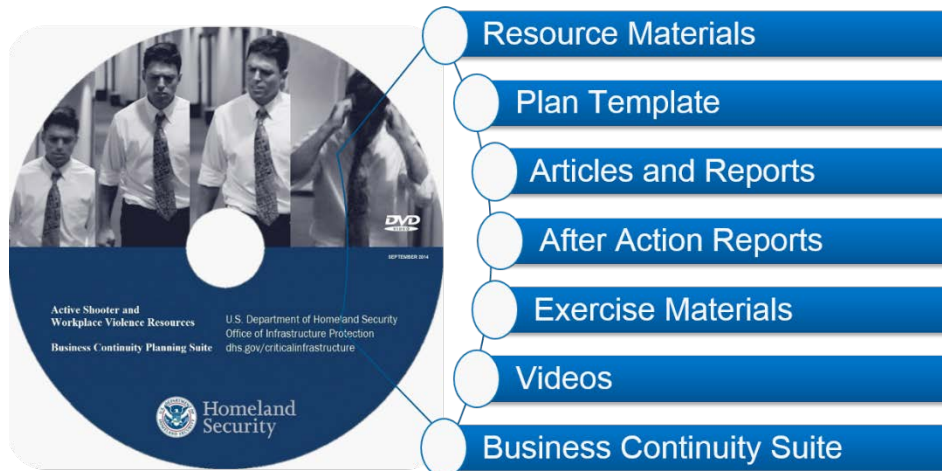 Resource Materials
Plan Template
Articles and Reports
After Action Reports
Exercise Materials
Videos
Business Continuity Suite
DVD
VIDEO
SEPTEMBER 2014
Active Shooter and
Workplace Violence Resources
Business Continuity Planning Suite
U.S. Department of Homeland Security
Office of Infrastructure Protection
dhs.gov/criticalinfrastructure
Homeland
Security